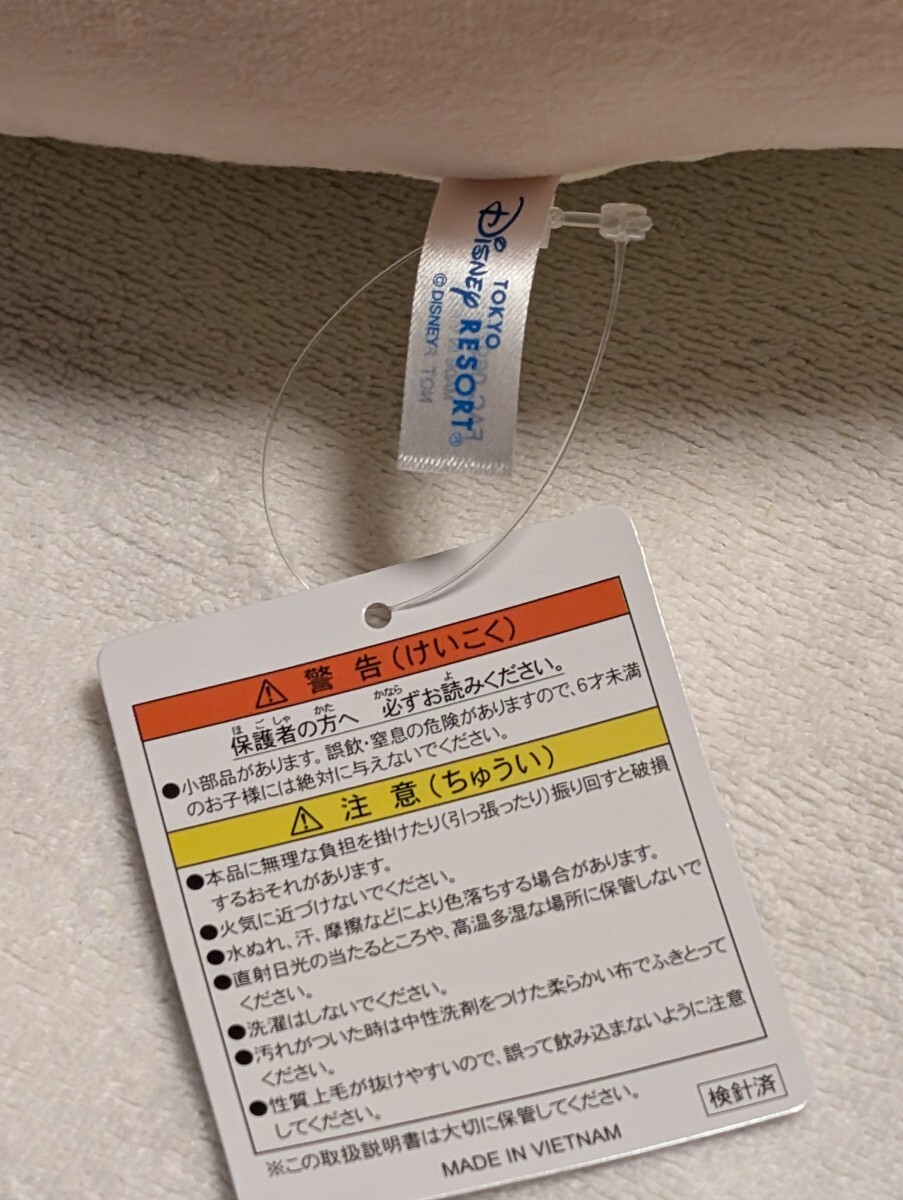 TOKYO
Disney RESORT®
©DISNEY
警告(けいこく)
保護者の方へ 必ずお読みください。
ほごしゃ かた かなら よ
●小部品があります。誤飲・窒息の危険がありますので、6才未満
のお子様には絶対に与えないでください。
注意(ちゅうい)
●本品に無理な負担を掛けたり(引っ張ったり)振り回すと破損
するおそれがあります。
●火気に近づけないでください。
●水ぬれ、汗、摩擦などにより色落ちする場合があります。
●直射日光の当たるところや、高温多湿な場所に保管しないで
ください。
●洗濯はしないでください。
●汚れがついた時は中性洗剤をつけた柔らかい布でふきとって
ください。
●性質上毛が抜けやすいので、誤って飲み込まないように注意
してください。
※この取扱説明書は大切に保管してください。
検針済
MADE IN VIETNAM